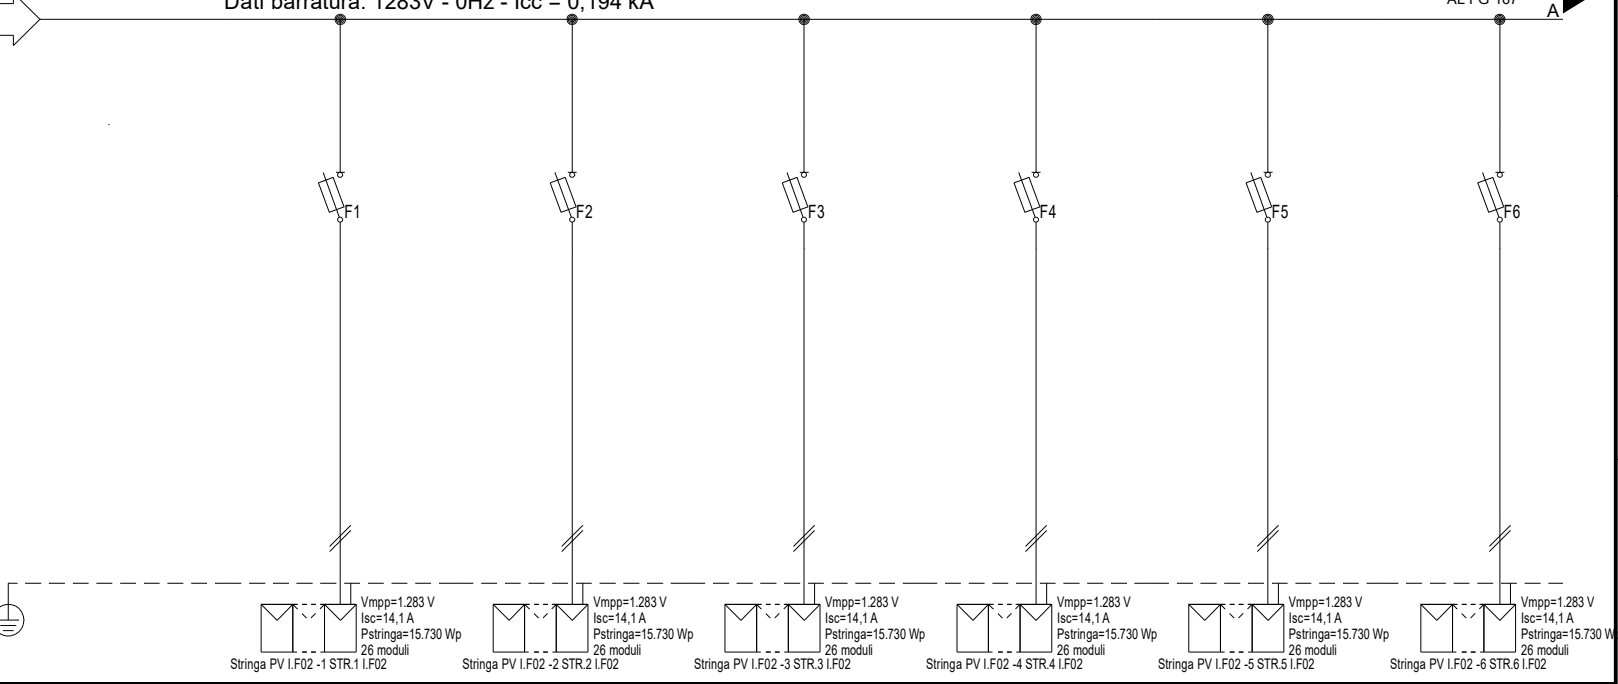 Dati barratura: 1283V - 0Hz - Icc = 0,194 kA
A
F1
F2
F3
F4
F5
F6
Vmpp=1.283 V
Isc=14,1 A
Pstringa=15.730 Wp
26 moduli
Stringa PV I.F02 -1 STR.1 I.F02
Vmpp=1.283 V
Isc=14,1 A
Pstringa=15.730 Wp
26 moduli
Stringa PV I.F02 -2 STR.2 I.F02
Vmpp=1.283 V
Isc=14,1 A
Pstringa=15.730 Wp
26 moduli
Stringa PV I.F02 -3 STR.3 I.F02
Vmpp=1.283 V
Isc=14,1 A
Pstringa=15.730 Wp
26 moduli
Stringa PV I.F02 -4 STR.4 I.F02
Vmpp=1.283 V
Isc=14,1 A
Pstringa=15.730 Wp
26 moduli
Stringa PV I.F02 -5 STR.5 I.F02
Vmpp=1.283 V
Isc=14,1 A
Pstringa=15.730 W
26 moduli
Stringa PV I.F02 -6 STR.6 I.F02